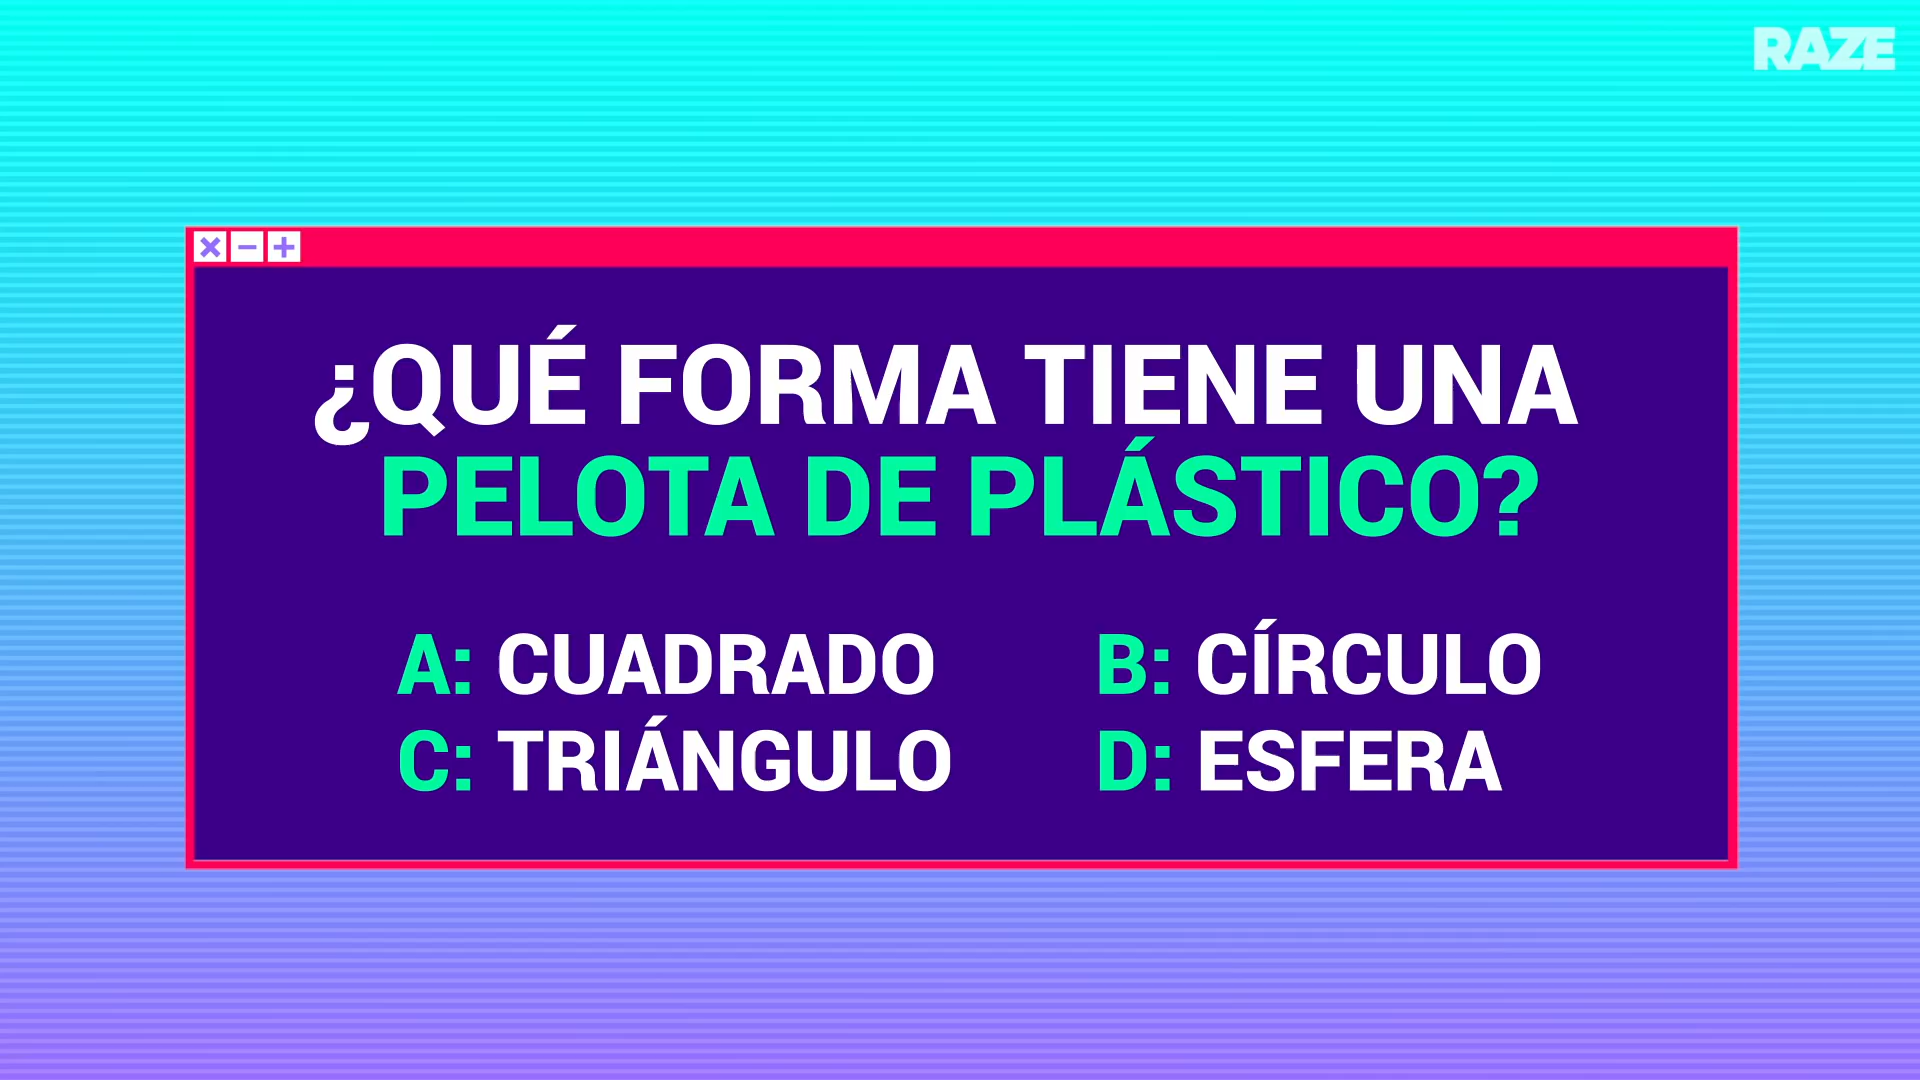 RAZE
¿QUÉ FORMA TIENE UNA
PELOTA DE PLÁSTICO?
A: CUADRADO
B: CÍRCULO
C: TRIÁNGULO
D: ESFERA